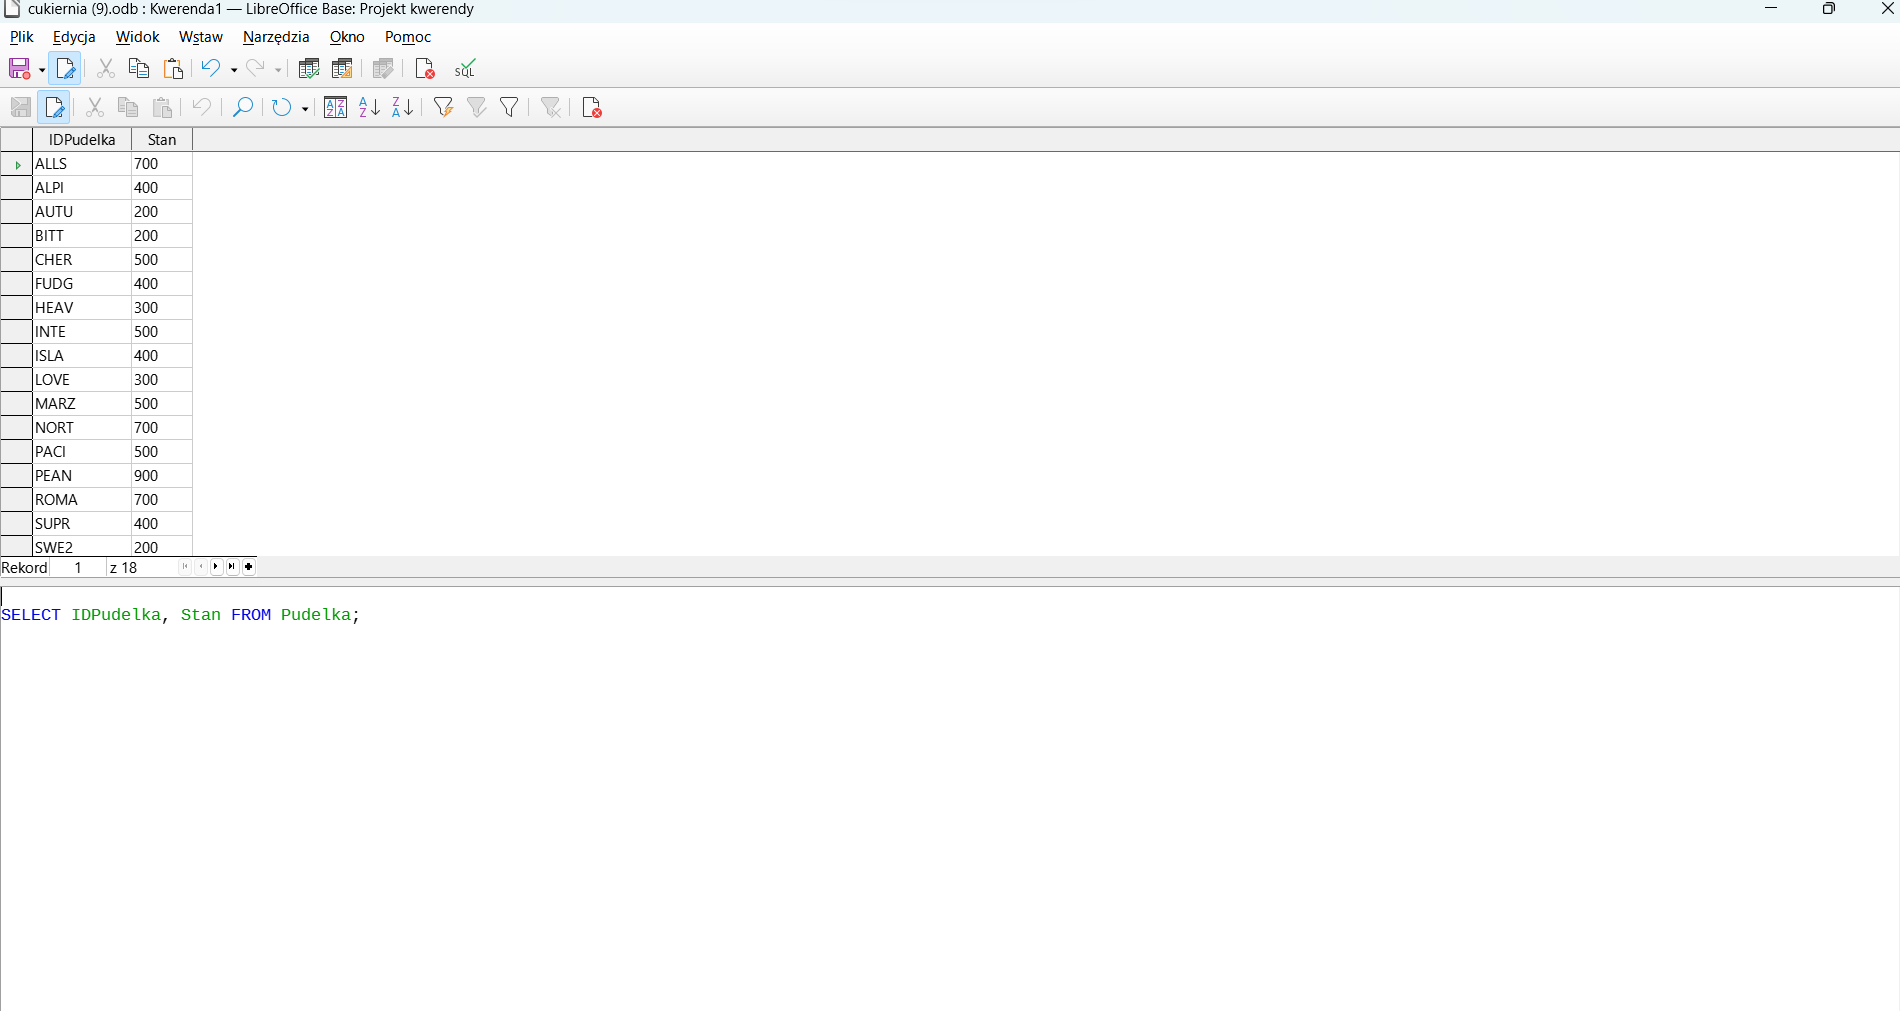 cukiernia (9).odb : Kwerenda1 — LibreOffice Base: Projekt kwerendy
Plik Edycja Widok Wstaw Narzędzia Okno Pomoc
SQL
IDPudelka Stan
ALLS 700
ALPI 400
AUTU 200
BITT 200
CHER 500
FUDG 400
HEAV 300
INTE 500
ISLA 400
LOVE 300
MARZ 500
NORT 700
PACI 500
PEAN 900
ROMA 700
SUPR 400
SWE2 200
Rekord 1 z 18
SELECT IDPudelka, Stan FROM Pudelka;